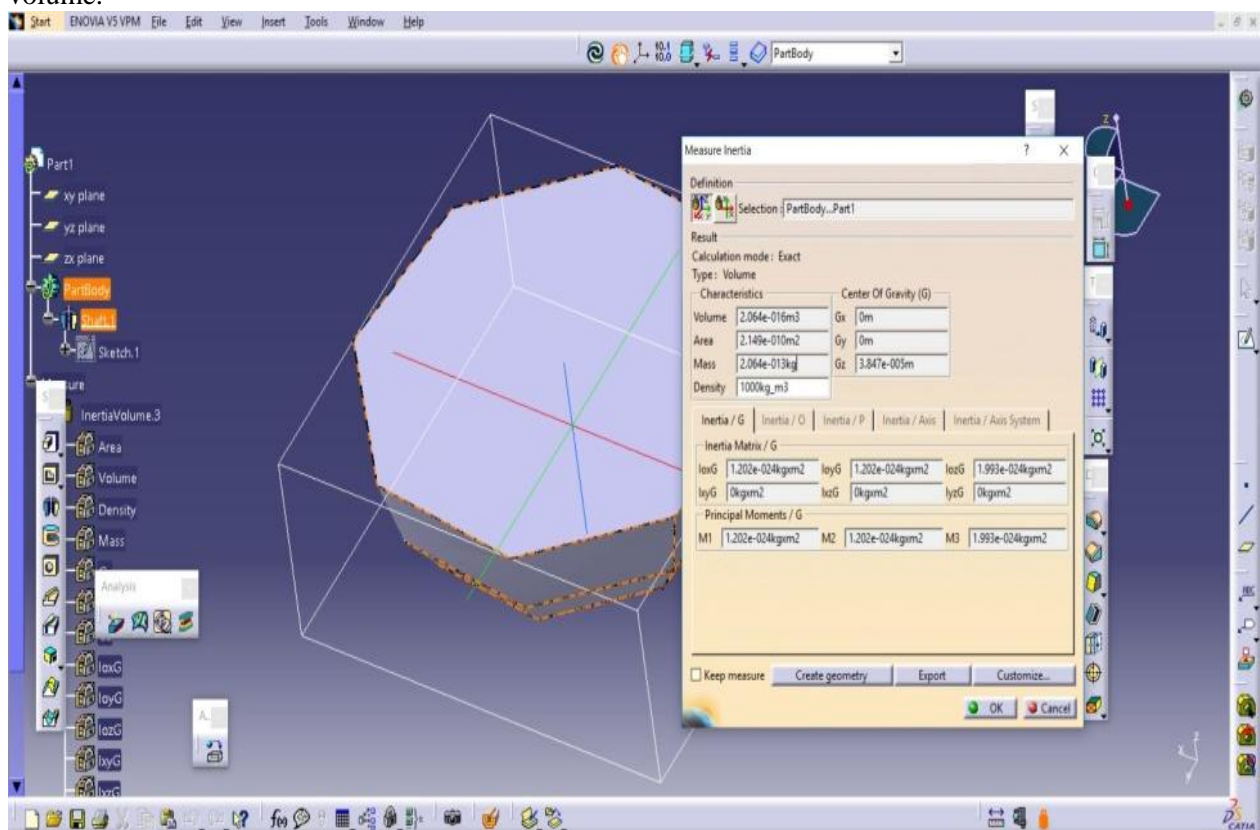 volume.
Start ENOVIA V5 VPM File Edit View Insert Tools Window Help
PartBody
Part1
xy plane
yz plane
zx plane
PartBody
Shaft.1
Sketch.1
InertiaVolume.3
Area
Volume
Density
Mass
IoxG
IoyG
IozG
IxyG
IxzG
Analysis
A...
Measure Inertia ? X
Definition
Selection : PartBody...Part1
Result
Calculation mode : Exact
Type : Volume
Characteristics Center Of Gravity (G)
Volume 2.064e-016m3 Gx 0m
Area 2.149e-010m2 Gy 0m
Mass 2.064e-013kg Gz 3.847e-005m
Density 1000kg_m3
Inertia / G Inertia / O Inertia / P Inertia / Axis Inertia / Axis System
Inertia Matrix / G
IoxG 1.202e-024kgxm2 IoyG 1.202e-024kgxm2 IozG 1.993e-024kgxm2
IxyG 0kgxm2 IxzG 0kgxm2 IyzG 0kgxm2
Principal Moments / G
M1 1.202e-024kgxm2 M2 1.202e-024kgxm2 M3 1.993e-024kgxm2
Keep measure Create geometry Export Customize...
OK Cancel
z
CATIA